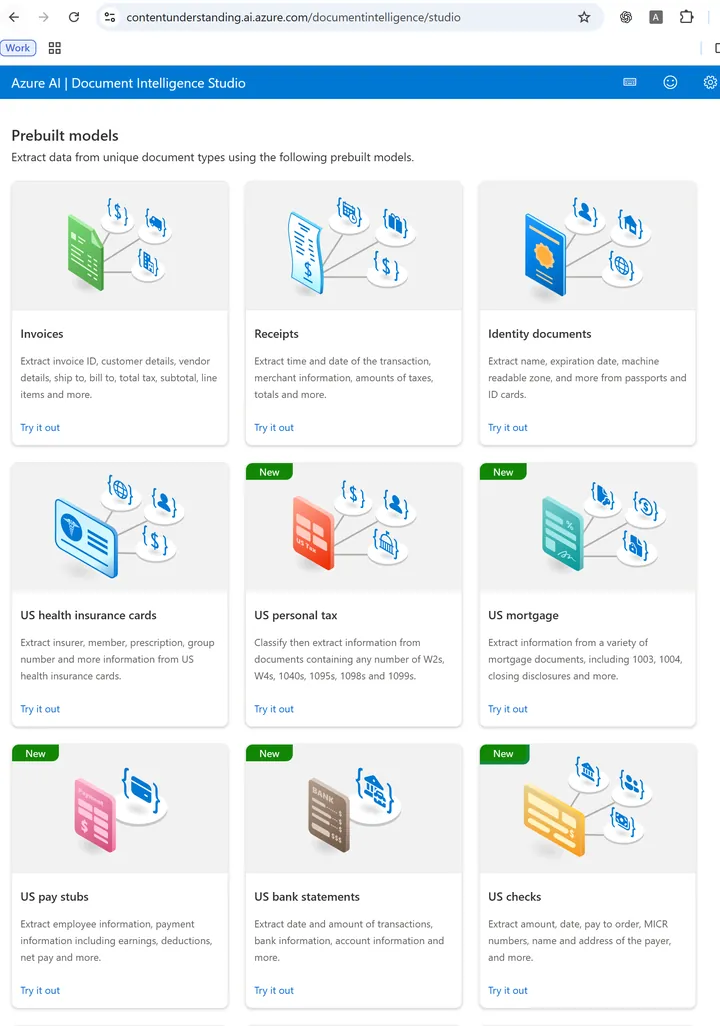 contentunderstanding.ai.azure.com/documentintelligence/studio
A
Work
Azure AI | Document Intelligence Studio
Prebuilt models
Extract data from unique document types using the following prebuilt models.
Invoices
Extract invoice ID, customer details, vendor
details, ship to, bill to, total tax, subtotal, line
items and more.
Try it out
Receipts
Extract time and date of the transaction,
merchant information, amounts of taxes,
totals and more.
Try it out
Identity documents
Extract name, expiration date, machine
readable zone, and more from passports and
ID cards.
Try it out
US health insurance cards
Extract insurer, member, prescription, group
number and more information from US
health insurance cards.
Try it out
New
US Tax
US personal tax
Classify then extract information from
documents containing any number of W2s,
W4s, 1040s, 1095s, 1098s and 1099s.
Try it out
New
%
US mortgage
Extract information from a variety of
mortgage documents, including 1003, 1004,
closing disclosures and more.
Try it out
New
Payment
$
US pay stubs
Extract employee information, payment
information including earnings, deductions,
net pay and more.
Try it out
New
BANK
$
$
$
$$$
US bank statements
Extract date and amount of transactions,
bank information, account information and
more.
Try it out
New
$
US checks
Extract amount, date, pay to order, MICR
numbers, name and address of the payer,
and more.
Try it out